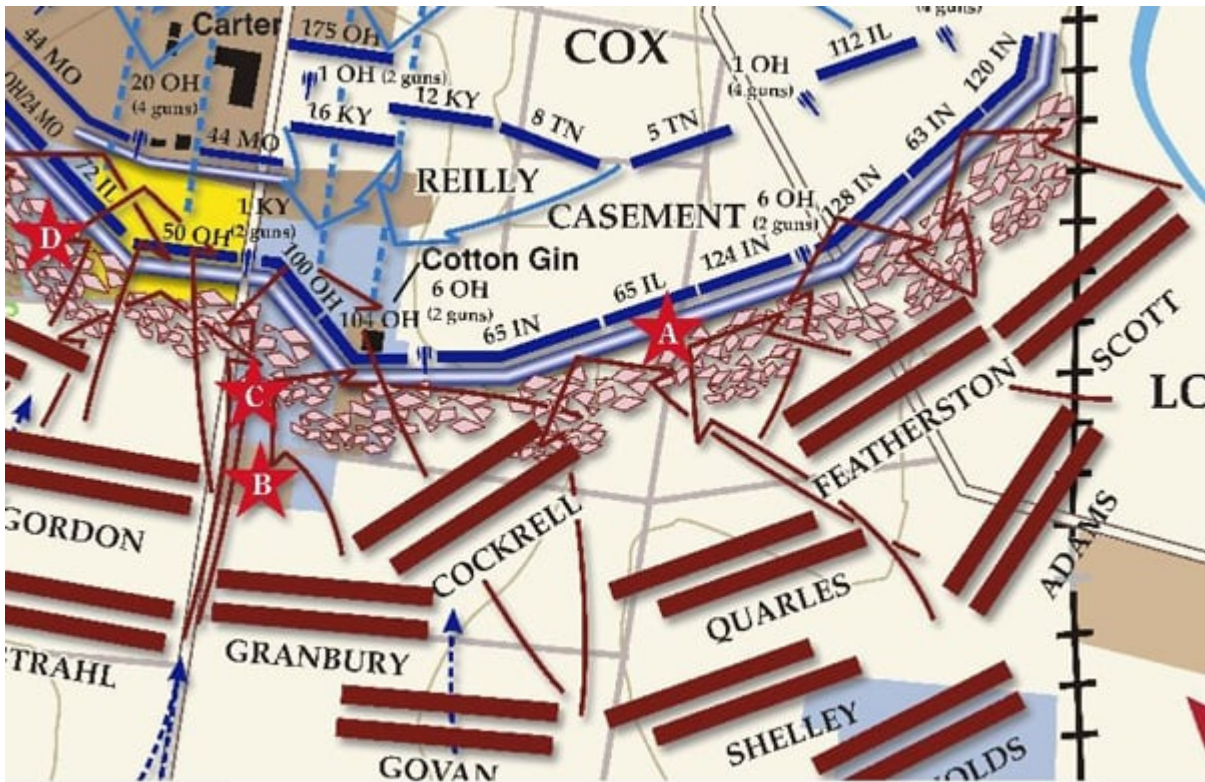 44 MO
OH/24 MO
72 IL
20 OH
(4 guns)
Carter
44 MO
175 OH
1 OH (2 guns)
16 KY
12 KY
8 TN
5 TN
COX
1 OH
(4 guns)
112 IL
(4 guns)
120 IN
63 IN
128 IN
REILLY
CASEMENT
6 OH
(2 guns)
124 IN
65 IL
65 IN
Cotton Gin
6 OH
(2 guns)
104 OH
100 OH
1 KY
(2 guns)
50 OH
D
A
C
B
SCOTT
FEATHERSTON
LO
ADAMS
GORDON
COCKRELL
QUARLES
TRAHL
GRANBURY
SHELLEY
OLDS
GOVAN